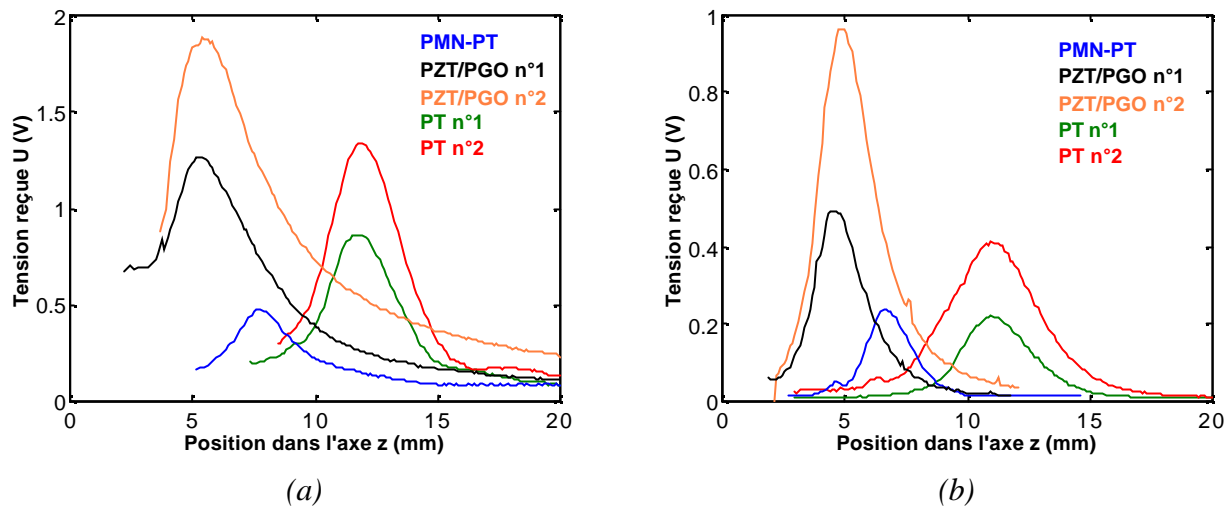 2
1.5
1
0.5
0
0
5
10
15
20
Tension reçue U (V)
Position dans l'axe z (mm)
PMN-PT
PZT/PGO n°1
PZT/PGO n°2
PT n°1
PT n°2
(a)
1
0.8
0.6
0.4
0.2
0
0
5
10
15
20
Tension reçue U (V)
Position dans l'axe z (mm)
PMN-PT
PZT/PGO n°1
PZT/PGO n°2
PT n°1
PT n°2
(b)